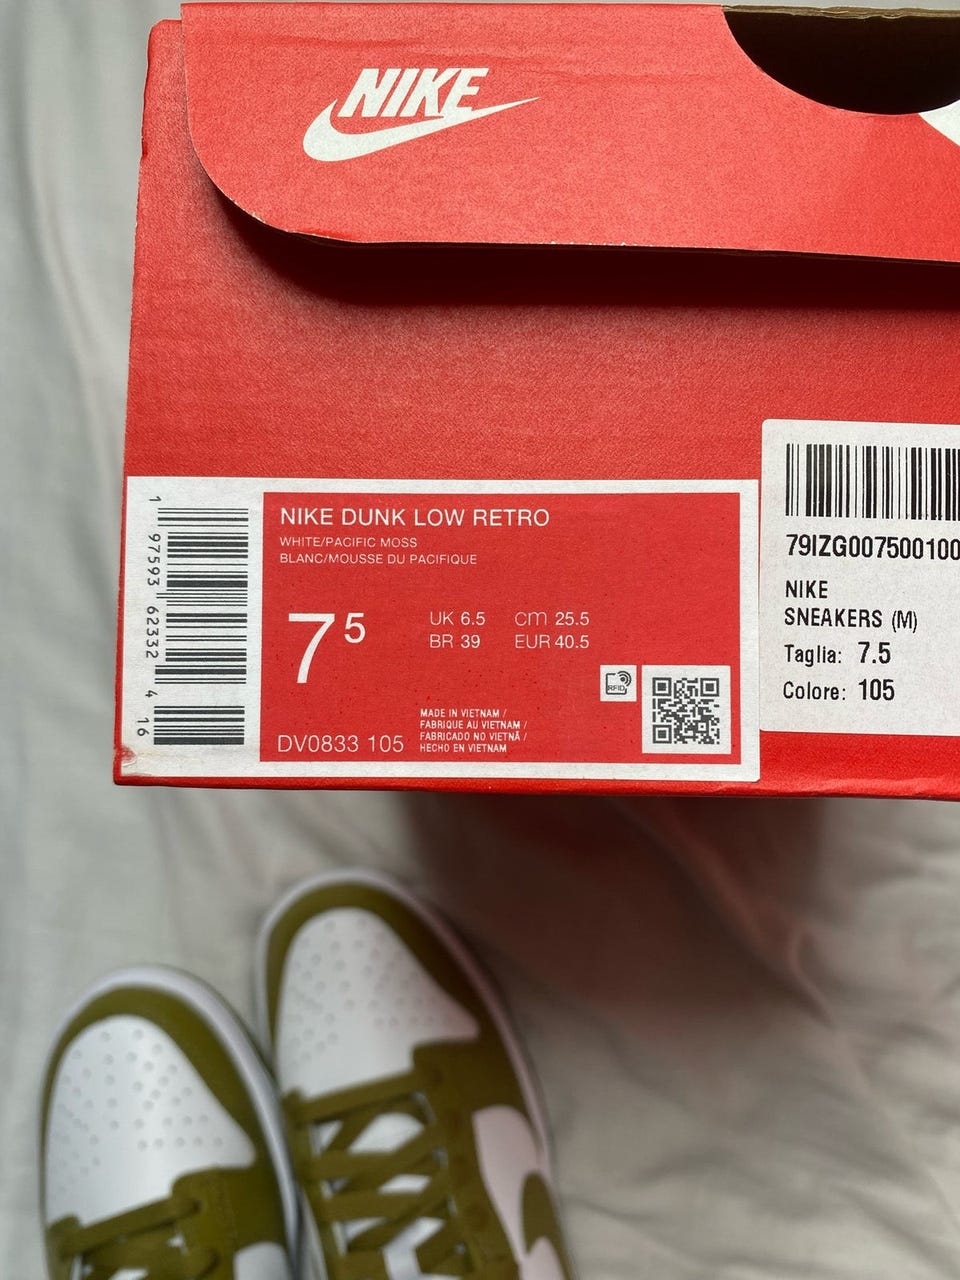 NIKE
NIKE DUNK LOW RETRO
WHITE/PACIFIC MOSS
BLANC/MOUSSE DU PACIFIQUE
7 5
UK 6.5 cm 25.5
BR 39 EUR 40.5
RFID
MADE IN VIETNAM /
FABRIQUE AU VIETNAM /
FABRICADO NO VIETNÃ /
HECHO EN VIETNAM
DV0833 105
1 97593 62332 4 16
79IZG007500100
NIKE
SNEAKERS (M)
Taglia: 7.5
Colore: 105